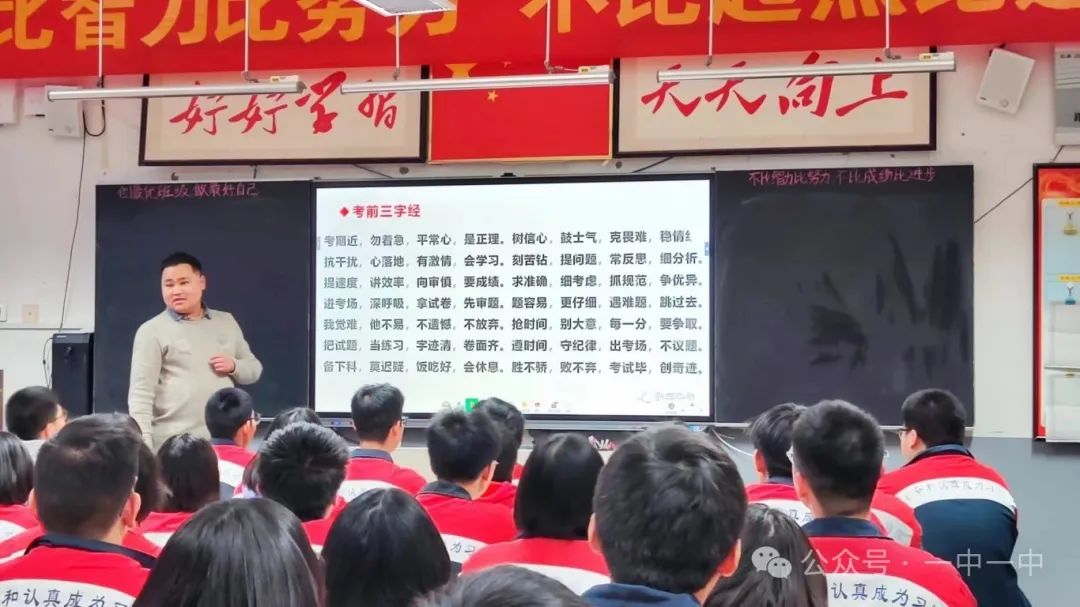 比智力比努力 不比起点比进
好好学习
天天向上
做最好自己
不比智力比努力 不比成绩比进步
考前三字经
考期近，勿着急，平常心，是正理。树信心，鼓士气，克畏难，稳情
抗干扰，心落地，有激情，会学习。刻苦钻，提问题，常反思，细分析。
提速度，讲效率，向审慎，要成绩。求准确，细考虑，抓规范，争优异。
进考场，深呼吸，拿试卷，先审题。题容易，更仔细，遇难题，跳过去。
我觉难，他不易，不遗憾，不放弃。抢时间，别大意，每一分，要争取。
把试题，当练习，字迹清，卷面齐。遵时间，守纪律，出考场，不议题。
备下科，莫迟疑，饭吃好，会休息。胜不骄，败不弃，考试毕，创奇迹。
和认真成为习
公众号·一中一中